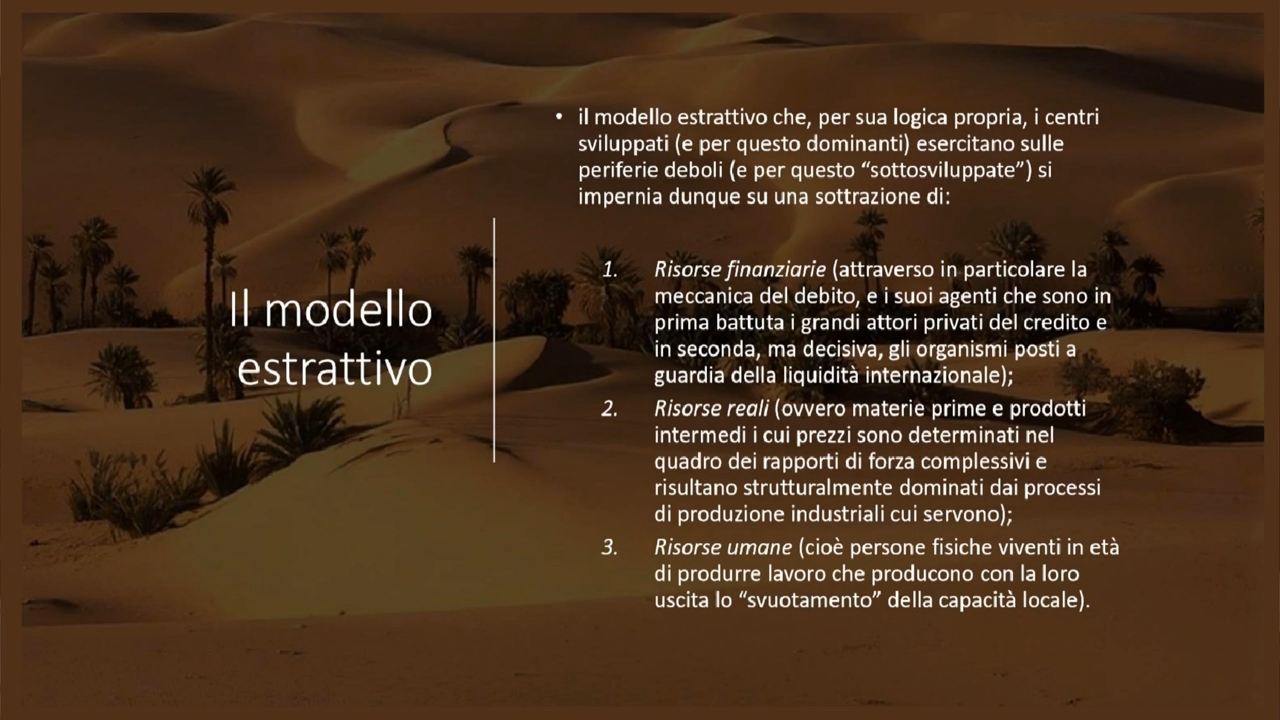 Il modello
estrattivo
• il modello estrattivo che, per sua logica propria, i centri
sviluppati (e per questo dominanti) esercitano sulle
periferie deboli (e per questo “sottosviluppate”) si
impernia dunque su una sottrazione di:
1. Risorse finanziarie (attraverso in particolare la
meccanica del debito, e i suoi agenti che sono in
prima battuta i grandi attori privati del credito e
in seconda, ma decisiva, gli organismi posti a
guardia della liquidità internazionale);
2. Risorse reali (ovvero materie prime e prodotti
intermedi i cui prezzi sono determinati nel
quadro dei rapporti di forza complessivi e
risultano strutturalmente dominati dai processi
di produzione industriali cui servono);
3. Risorse umane (cioè persone fisiche viventi in età
di produrre lavoro che producono con la loro
uscita lo “svuotamento” della capacità locale).